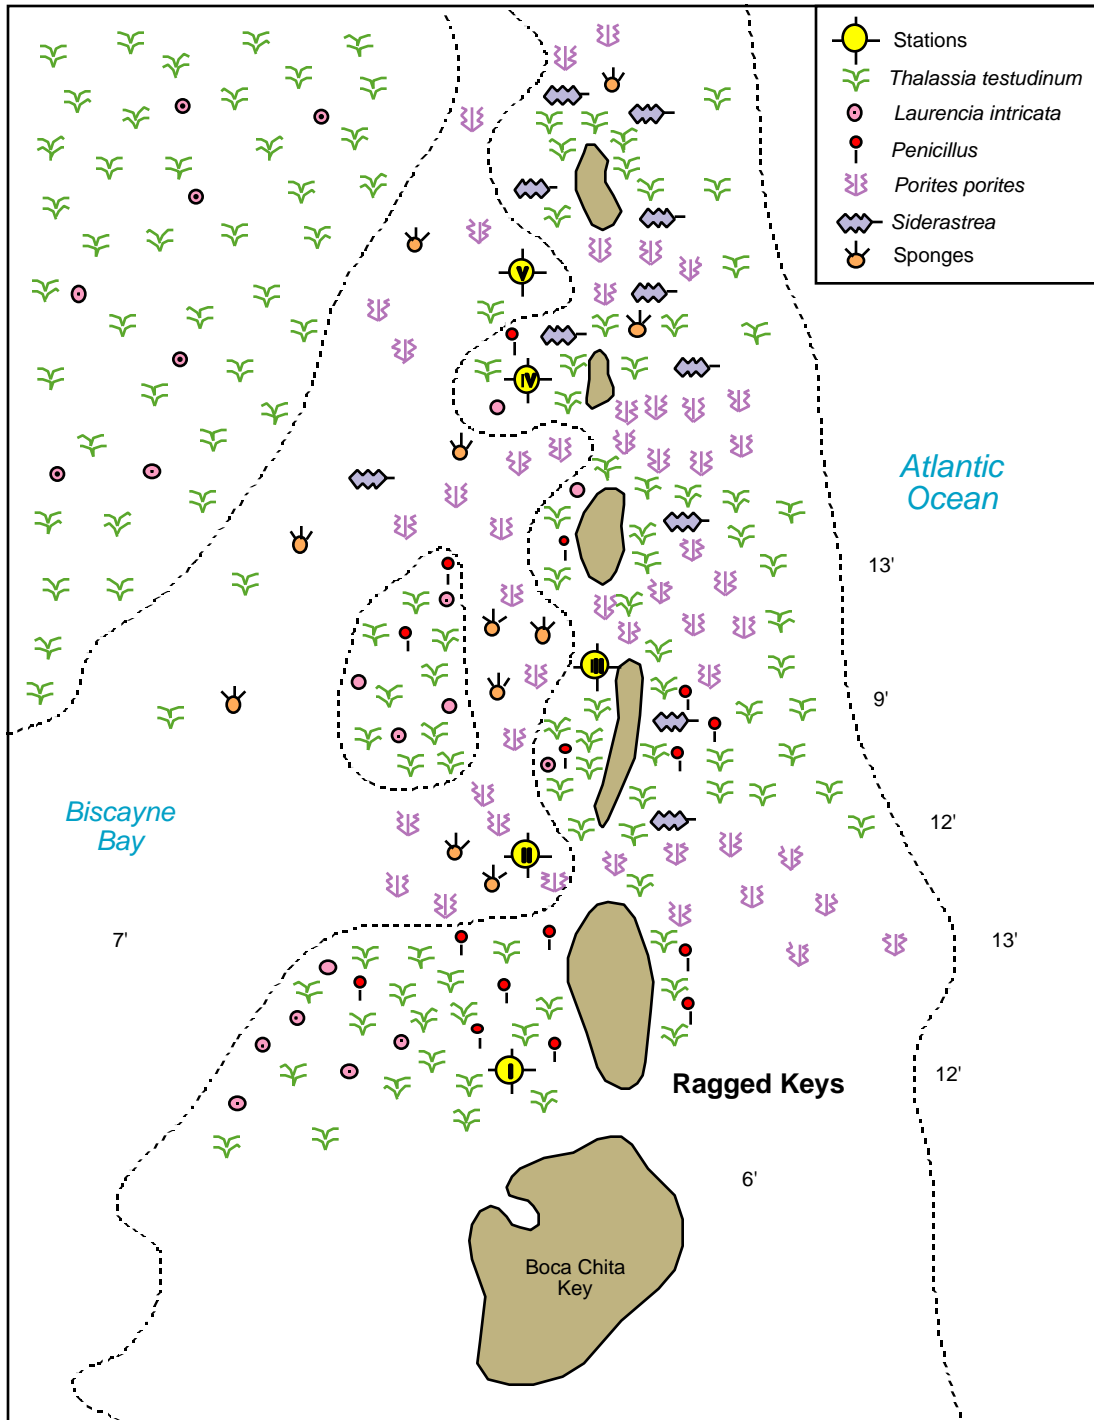 Stations
Thalassia testudinum
Laurencia intricata
Penicillus
Porites porites
Siderastrea
Sponges
V
IV
Atlantic
Ocean
13'
III
9'
Biscayne
Bay
12'
II
7'
13'
I
Ragged Keys
12'
6'
Boca Chita
Key